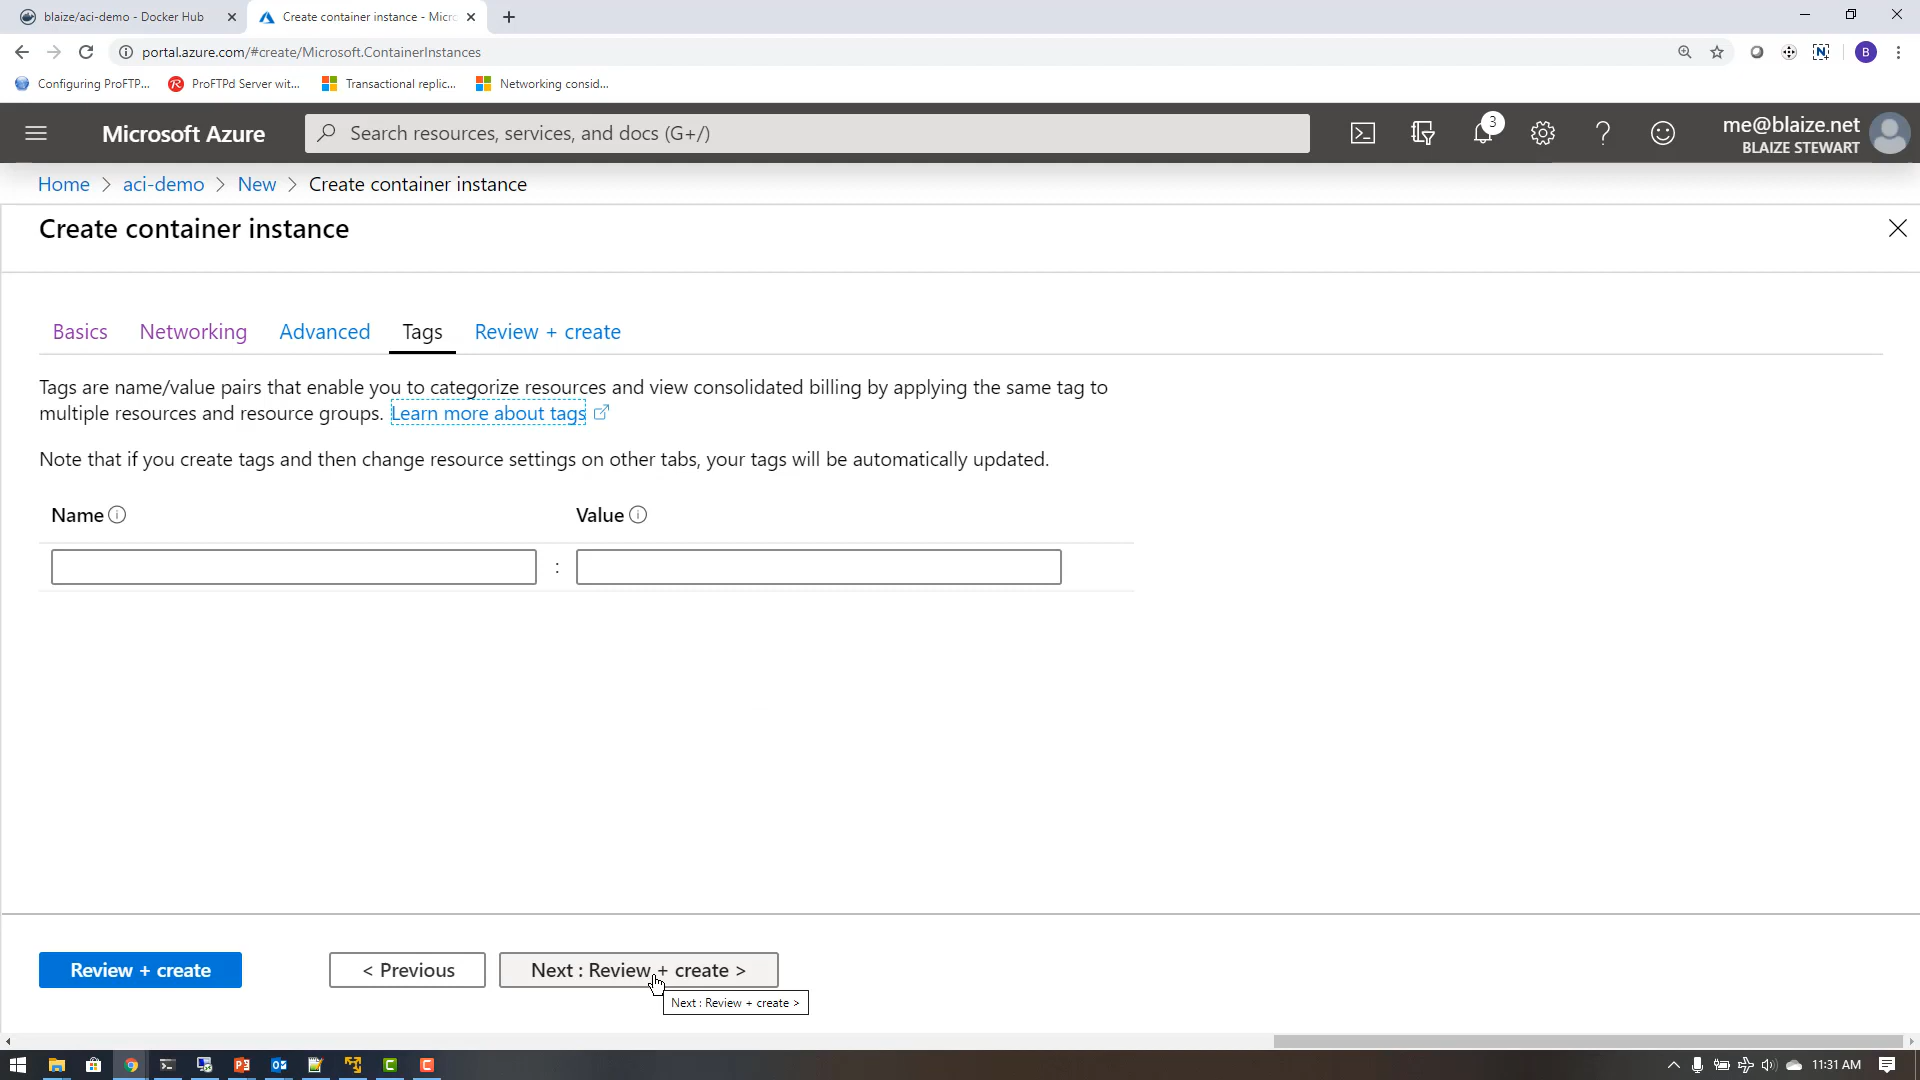 blaize/aci-demo - Docker Hub
Create container instance - Micro
portal.azure.com/#create/Microsoft.ContainerInstances
B
Configuring ProFTP...
ProFTPd Server wit...
Transactional replic...
Networking consid...
Microsoft Azure
Search resources, services, and docs (G+/)
3
me@blaize.net
BLAIZE STEWART
Home > aci-demo > New > Create container instance
Create container instance
Basics
Networking
Advanced
Tags
Review + create
Tags are name/value pairs that enable you to categorize resources and view consolidated billing by applying the same tag to
multiple resources and resource groups. Learn more about tags
Note that if you create tags and then change resource settings on other tabs, your tags will be automatically updated.
Name
Value
:
Review + create
< Previous
Next : Review + create >
Next : Review + create >
11:31 AM